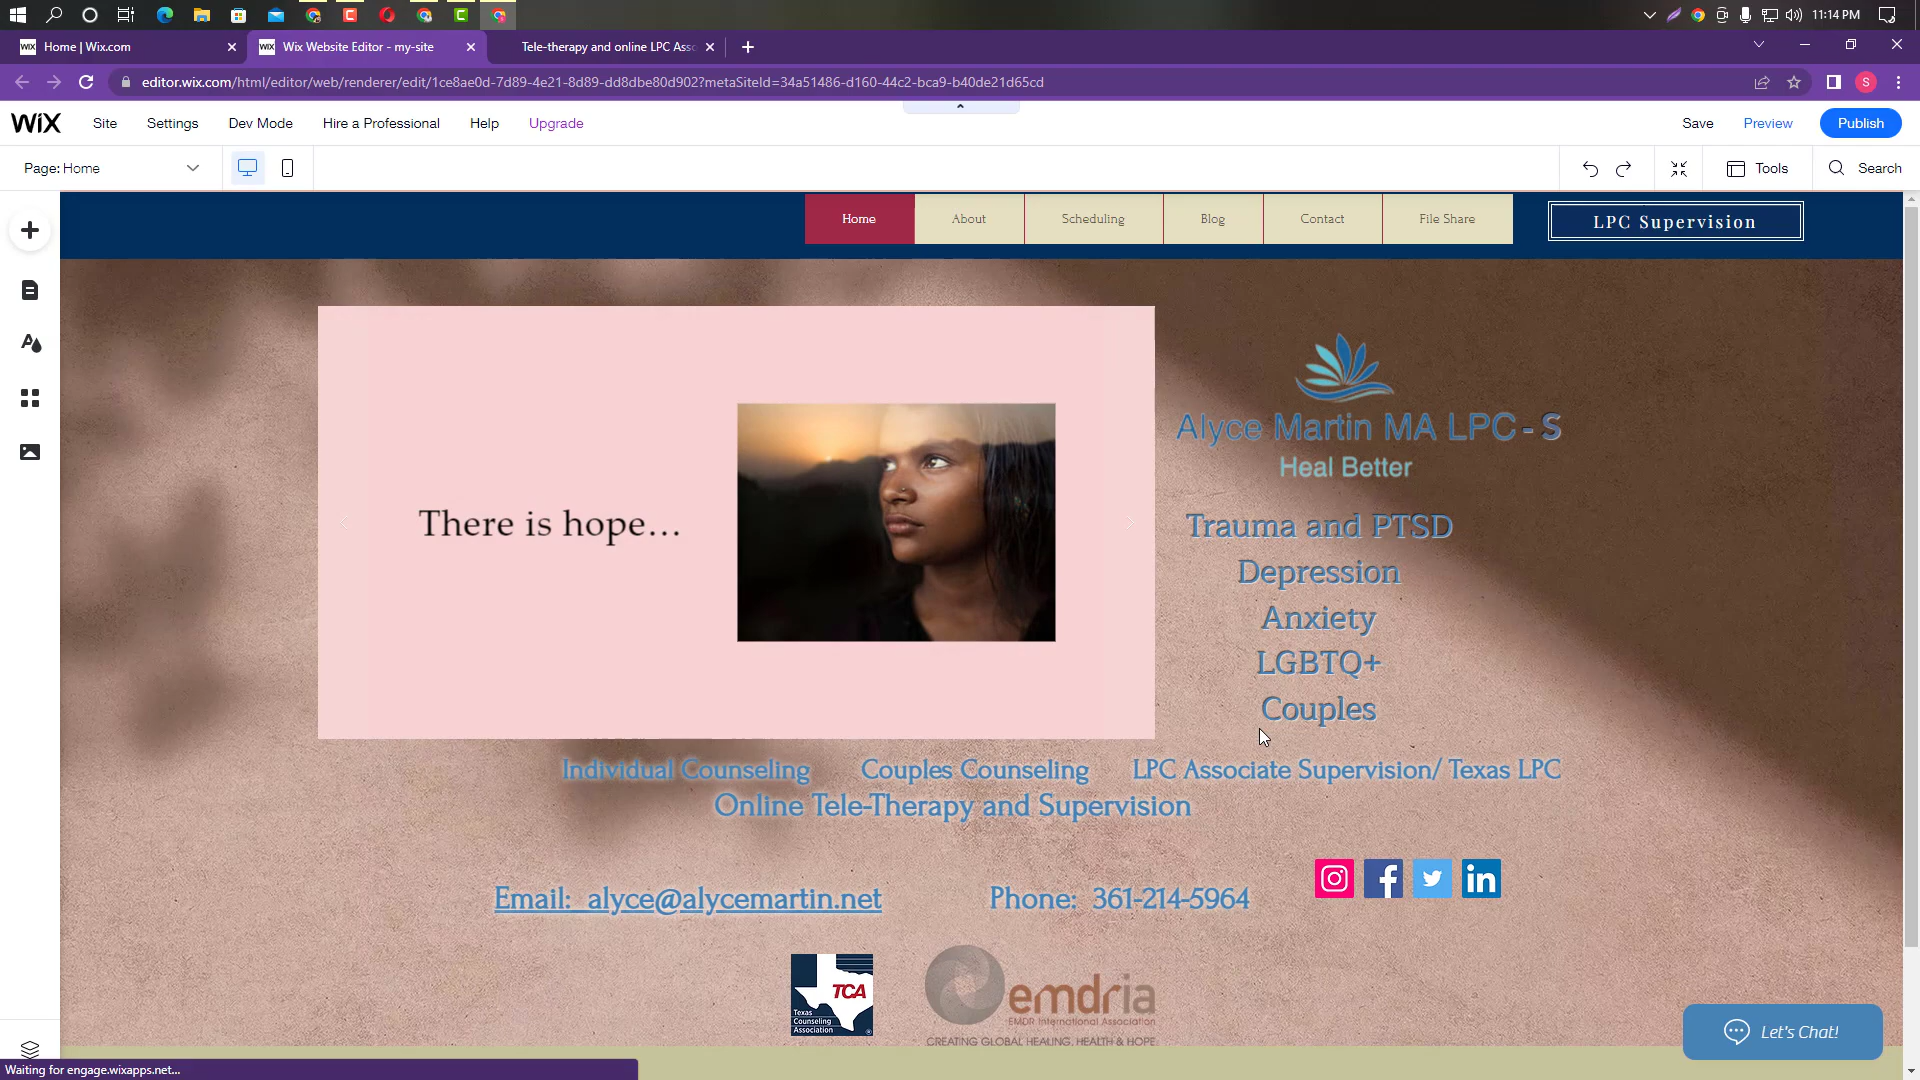 11:14 PM
WiX Home | Wix.com
WiX Wix Website Editor - my-site
Tele-therapy and online LPC Asso
editor.wix.com/html/editor/web/renderer/edit/1ce8ae0d-7d89-4e21-8d89-dd8dbe80d902?metaSiteId=34a51486-d160-44c2-bca9-b40de21d65cd
S
WiX Site Settings Dev Mode Hire a Professional Help Upgrade Save Preview Publish
Page: Home Tools Search
Home About Scheduling Blog Contact File Share LPC Supervision
There is hope...
Alyce Martin MA LPC - S
Heal Better
Trauma and PTSD
Depression
Anxiety
LGBTQ+
Couples
Individual Counseling Couples Counseling LPC Associate Supervision/ Texas LPC
Online Tele-Therapy and Supervision
Email: alyce@alycemartin.net Phone: 361-214-5964
TCA
Texas
Counseling
Association
emdria
EMDR International Association
CREATING GLOBAL HEALING, HEALTH & HOPE
Let's Chat!
Waiting for engage.wixapps.net...